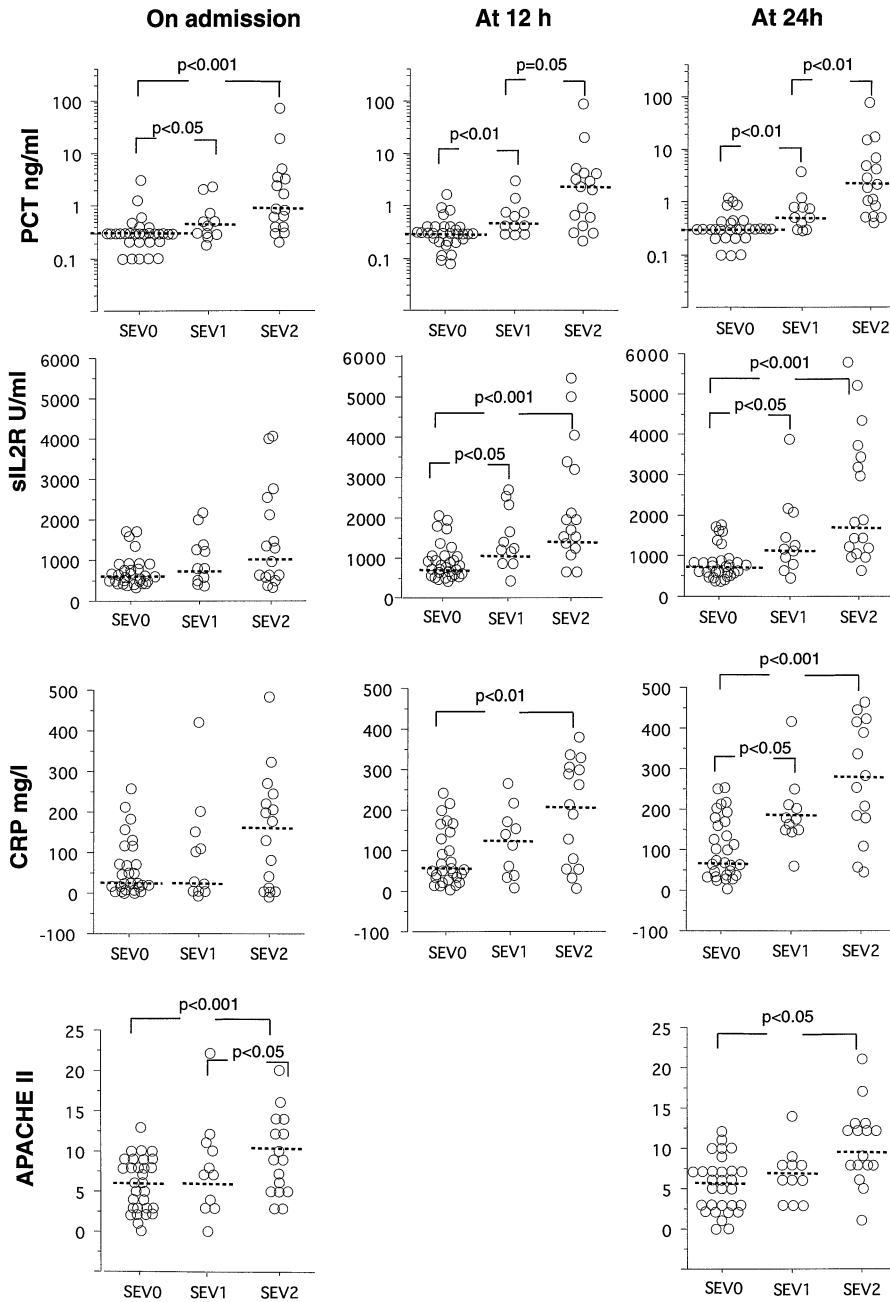 On admission
At 12 h
At 24h
PCT ng/ml
100
10
1
0.1
p<0.001
p<0.05
SEV0 SEV1 SEV2
100
10
1
0.1
p=0.05
p<0.01
SEV0 SEV1 SEV2
100
10
1
0.1
p<0.01
p<0.01
SEV0 SEV1 SEV2
sIL2R U/ml
6000
5000
4000
3000
2000
1000
0
SEV0 SEV1 SEV2
6000
5000
4000
3000
2000
1000
0
p<0.001
p<0.05
SEV0 SEV1 SEV2
6000
5000
4000
3000
2000
1000
0
p<0.001
p<0.05
SEV0 SEV1 SEV2
CRP mg/l
500
400
300
200
100
0
-100
SEV0 SEV1 SEV2
500
400
300
200
100
0
-100
p<0.01
SEV0 SEV1 SEV2
500
400
300
200
100
0
-100
p<0.001
p<0.05
SEV0 SEV1 SEV2
APACHE II
25
20
15
10
5
0
p<0.001
p<0.05
SEV0 SEV1 SEV2
25
20
15
10
5
0
p<0.05
SEV0 SEV1 SEV2